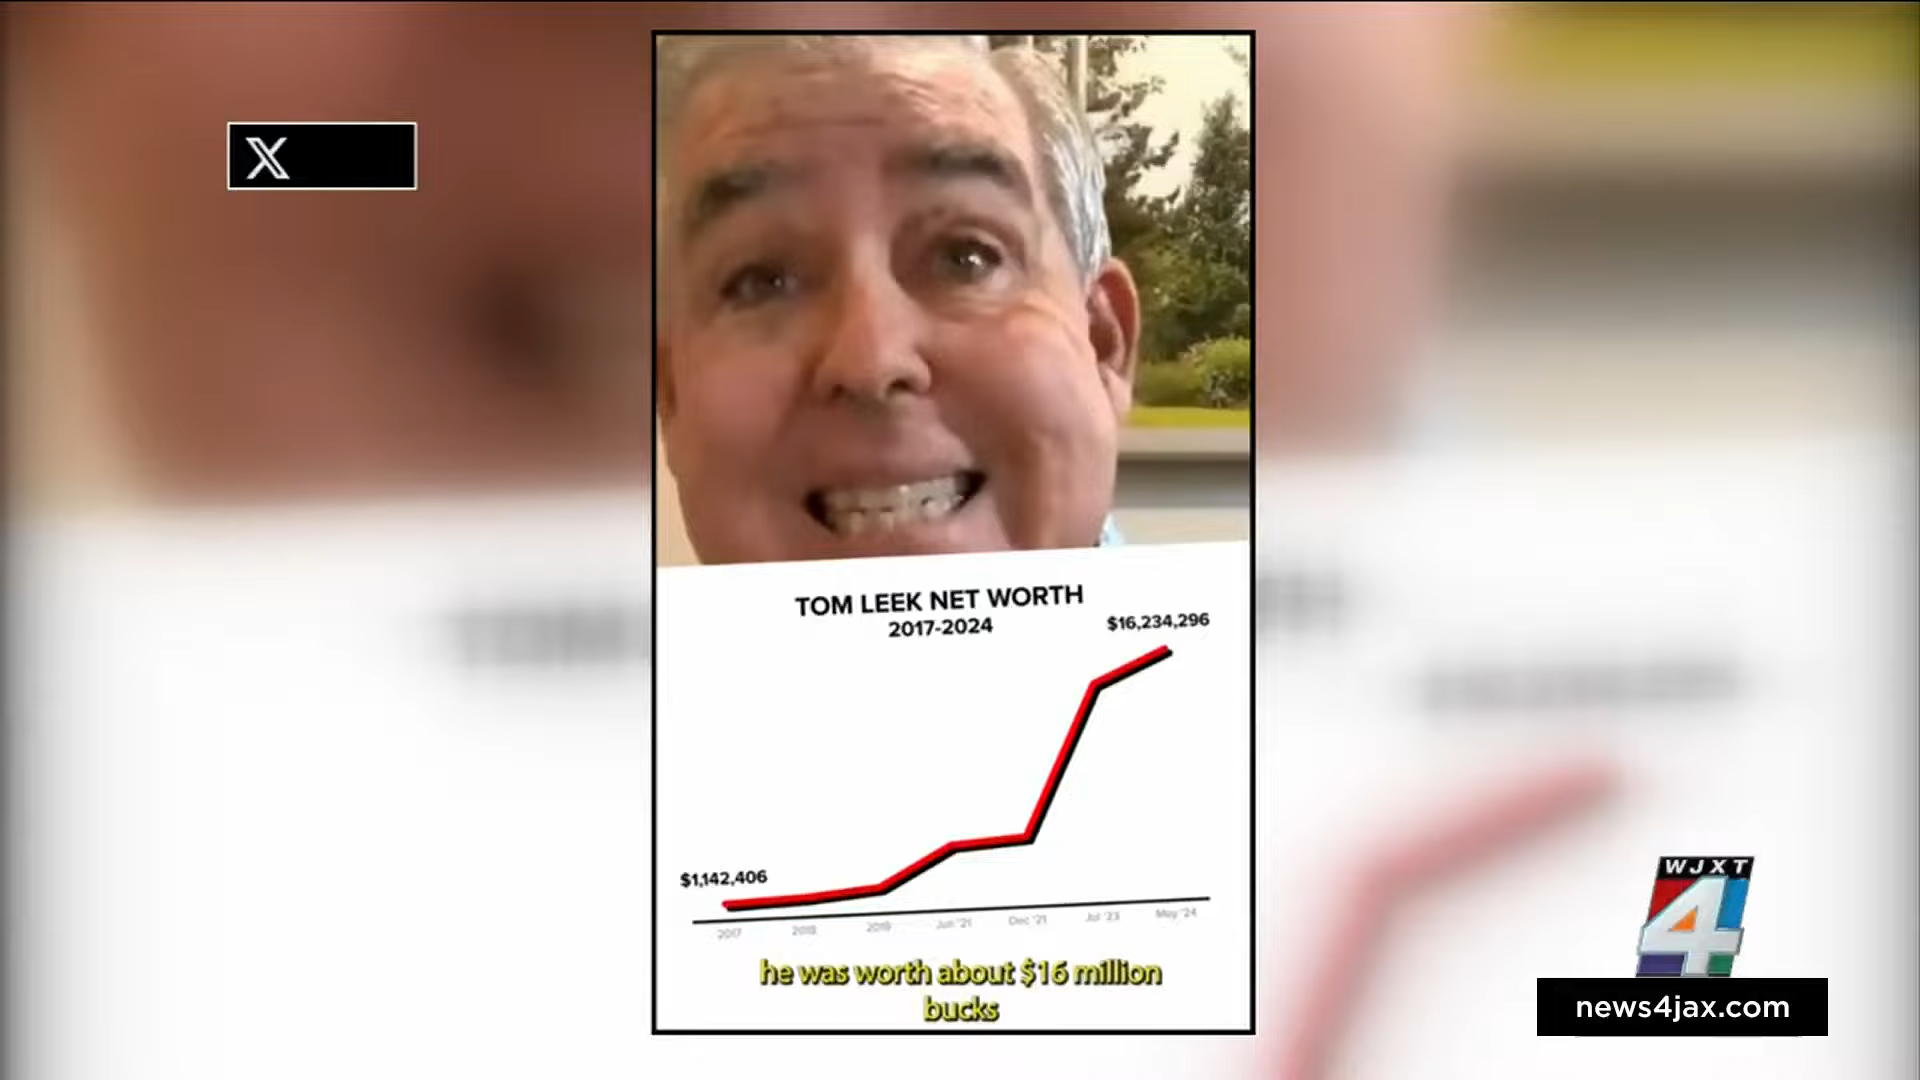 X
TOM LEEK NET WORTH
2017-2024
$16,234,296
$1,142,406
2017 2018 2019 Jun '21 Dec '21 Jul '23 May '24
he was worth about $16 million
bucks
WJXT
4
news4jax.com